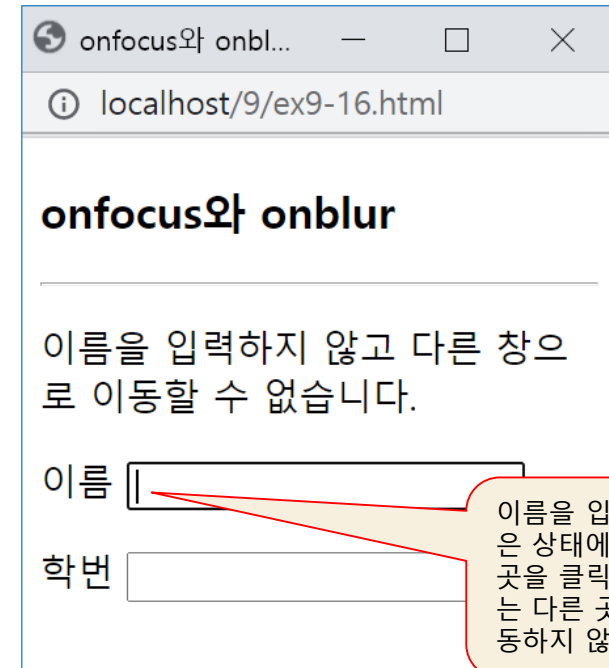 onfocus와 onbl...
localhost/9/ex9-16.html
onfocus와 onblur
이름을 입력하지 않고 다른 창으
로 이동할 수 없습니다.
이름
학번
이름을
은 상태에
곳을 클릭
는 다른
동하지